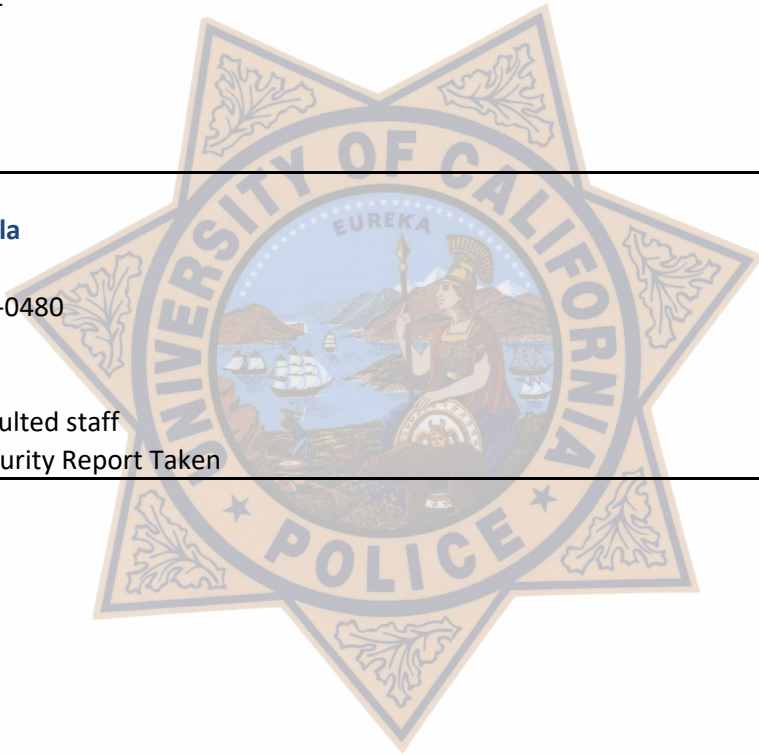 la
-0480
ulted staff
urity Report Taken
UNIVERSITY OF CALIFORNIA
EUREKA
POLICE